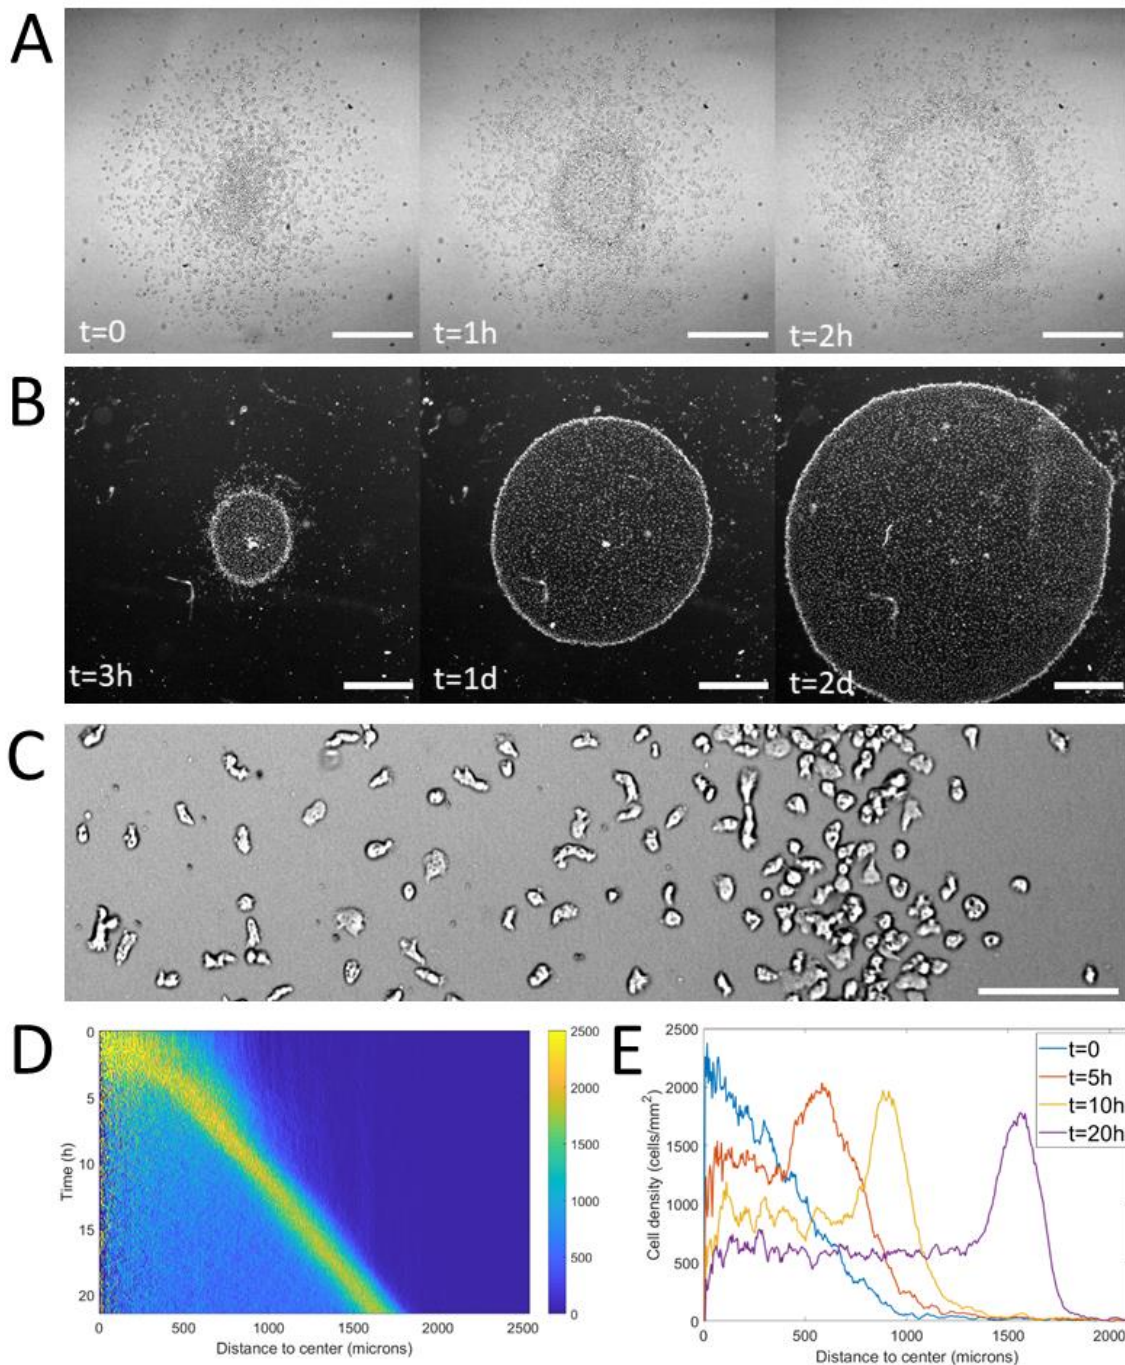 A
t=0
t=1h
t=2h
B
t=3h
t=1d
t=2d
C
D
0
5
10
15
20
Time (h)
0
500
1000
1500
2000
2500
Distance to center (microns)
2500
2000
1500
1000
500
0
E
2500
2000
1500
1000
500
0
Cell density (cells/mm²)
0
500
1000
1500
2000
Distance to center (microns)
t=0
t=5h
t=10h
t=20h